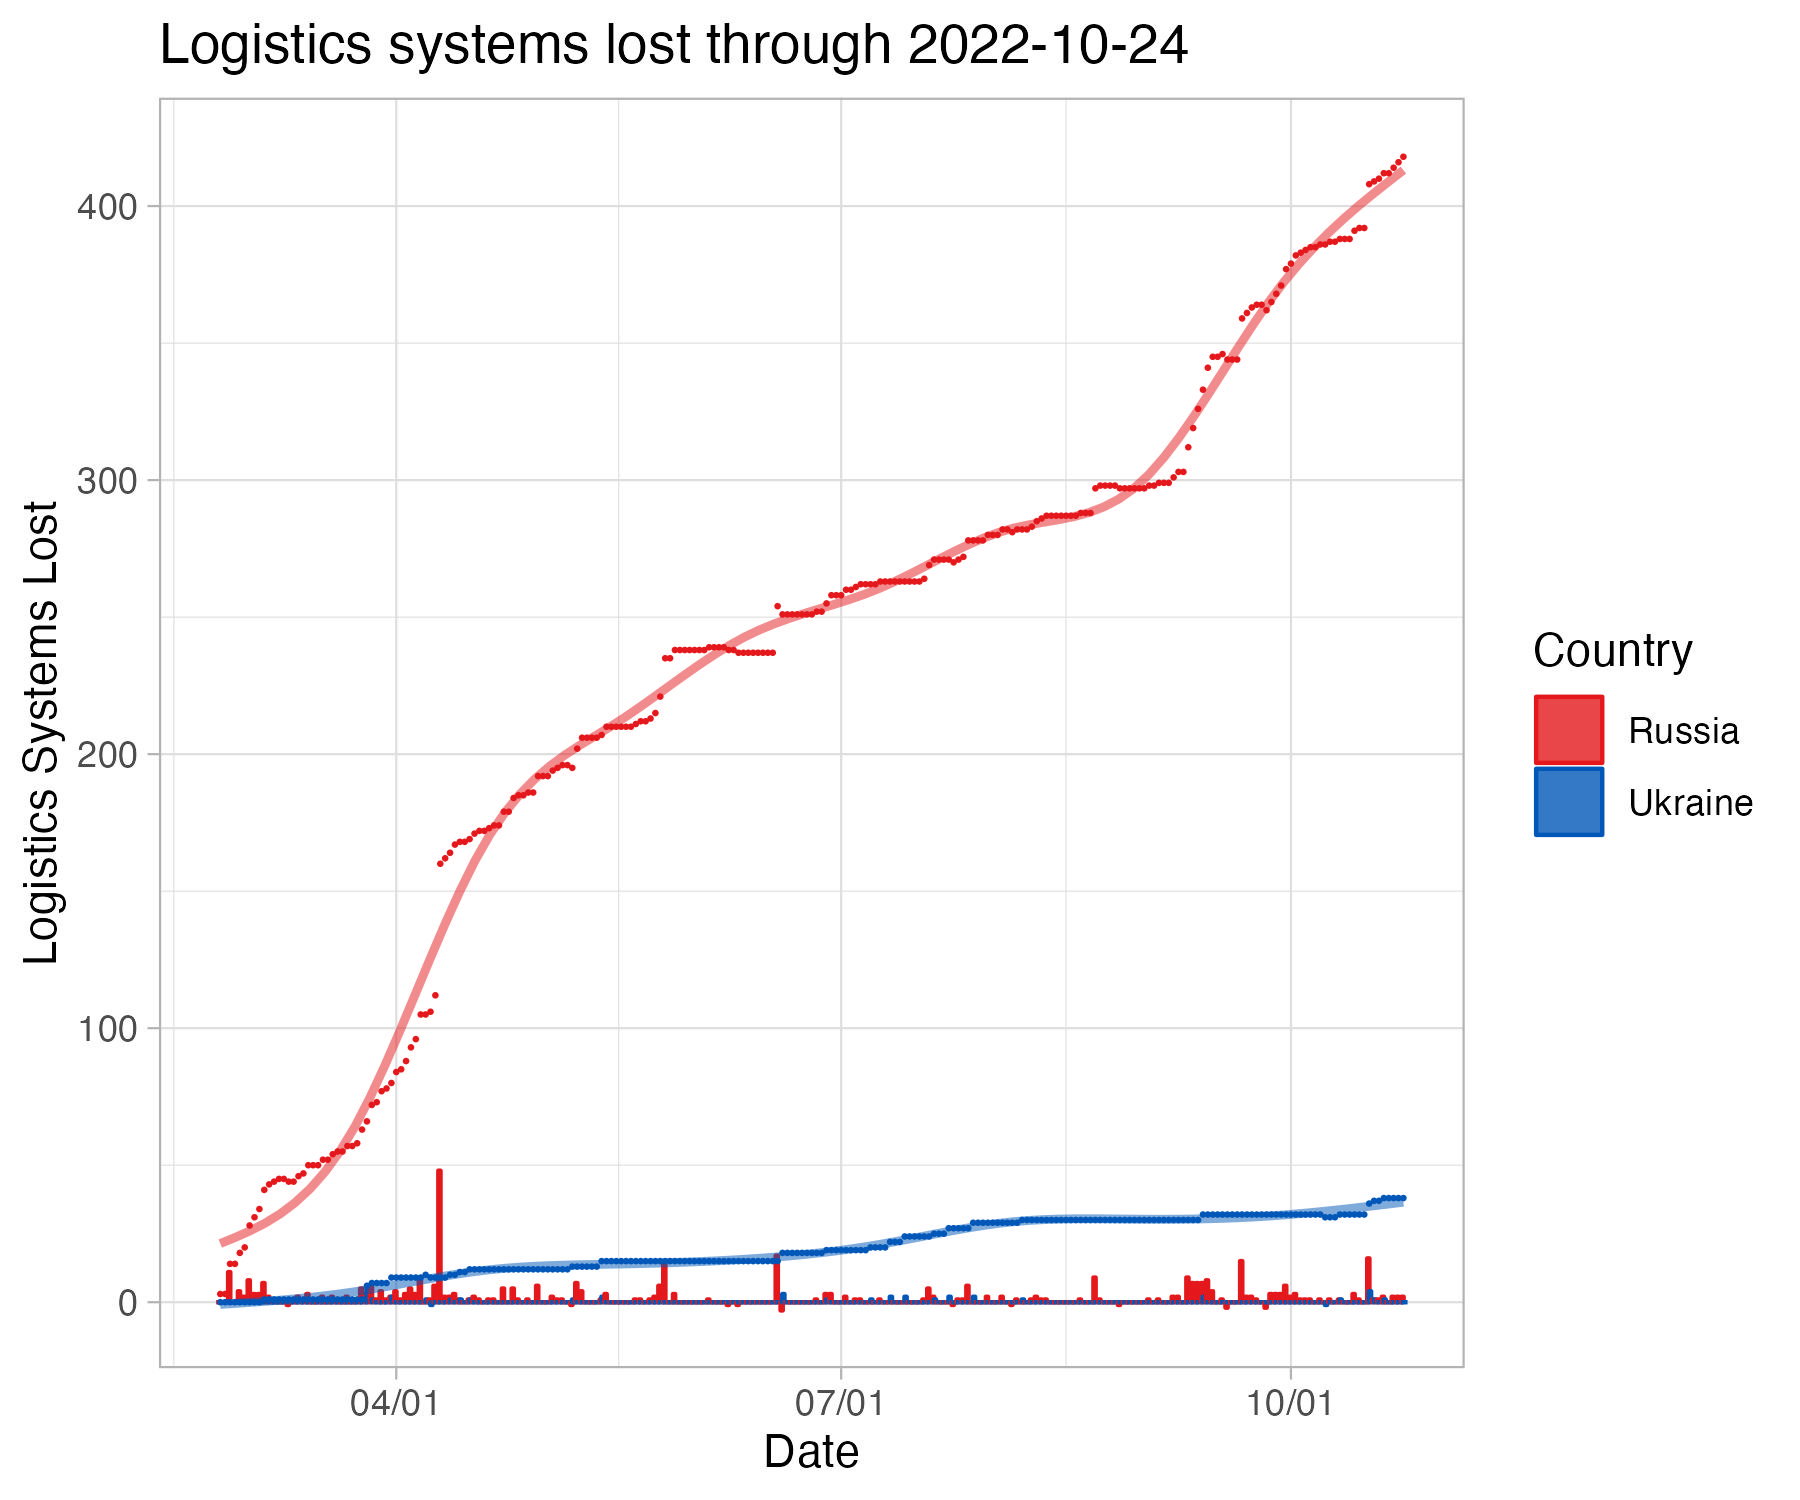 Logistics systems lost through 2022-10-24
Logistics Systems Lost
400
300
200
100
0
04/01
07/01
10/01
Date
Country
Russia
Ukraine